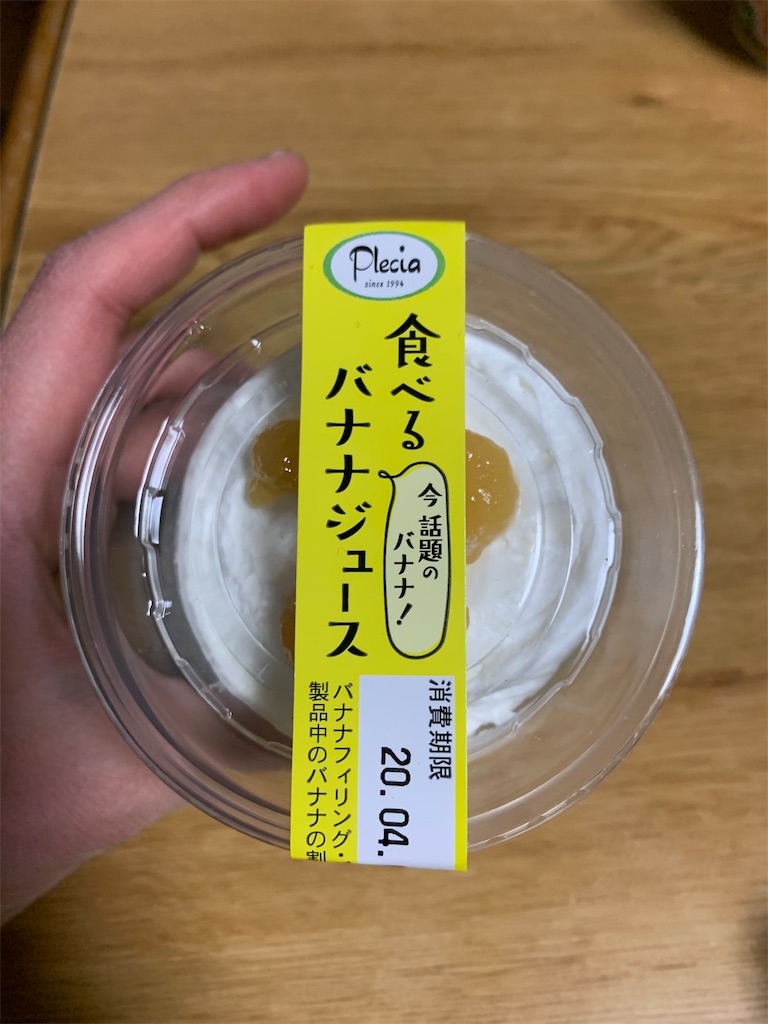 Plecia
since 1994
食べる
バナナジュース
今話題の
バナナ!
消費期限
20.04.
バナナフィリング・
製品中のバナナの割